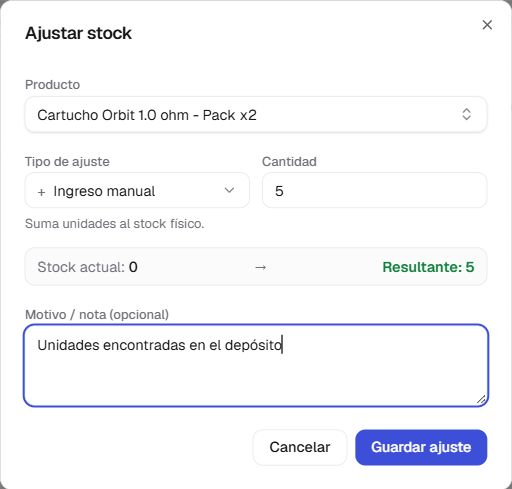 Ajustar stock
Producto
Cartucho Orbit 1.0 ohm - Pack x2
Tipo de ajuste
Cantidad
+ Ingreso manual
5
Suma unidades al stock físico.
Stock actual: 0 → Resultante: 5
Motivo / nota (opcional)
Unidades encontradas en el depósito
Cancelar
Guardar ajuste